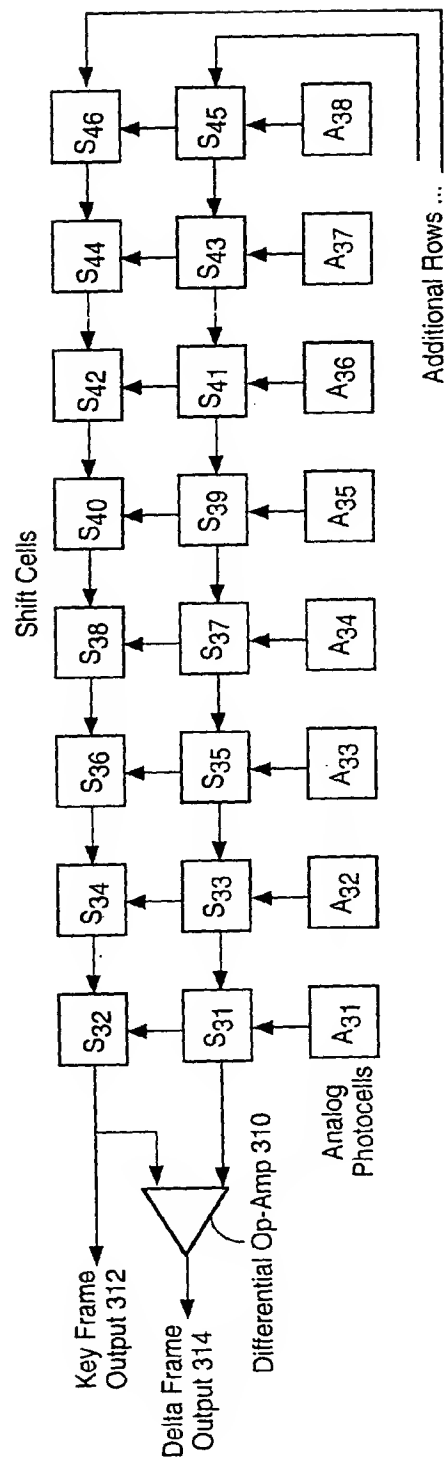 Shift Cells
S32
S34
S36
S38
S40
S42
S44
S46
S31
S33
S35
S37
S39
S41
S43
S45
A31
A32
A33
A34
A35
A36
A37
A38
Analog
Photocells
Key Frame
Output 312
Delta Frame
Output 314
Differential Op-Amp 310
Additional Rows ...